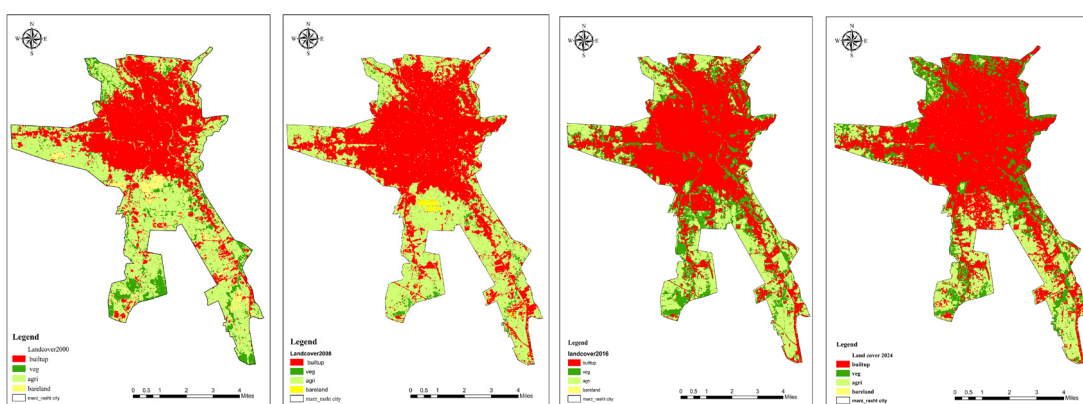 N
W E
S
Legend
Landcover2000
builtup
veg
agri
bareland
marz_rasht city
0 0.5 1 2 3 4
Miles
N
W E
S
Legend
Landcover2008
builtup
veg
agri
bareland
marz_rasht city
0 0.5 1 2 3 4
Miles
N
W E
S
Legend
landcover2016
builtup
veg
agri
bareland
marz_rasht city
0 0.5 1 2 3 4
Miles
N
W E
S
Legend
Land cover 2024
builtup
veg
agri
bareland
marz_rasht city
0 0.5 1 2 3 4
Miles